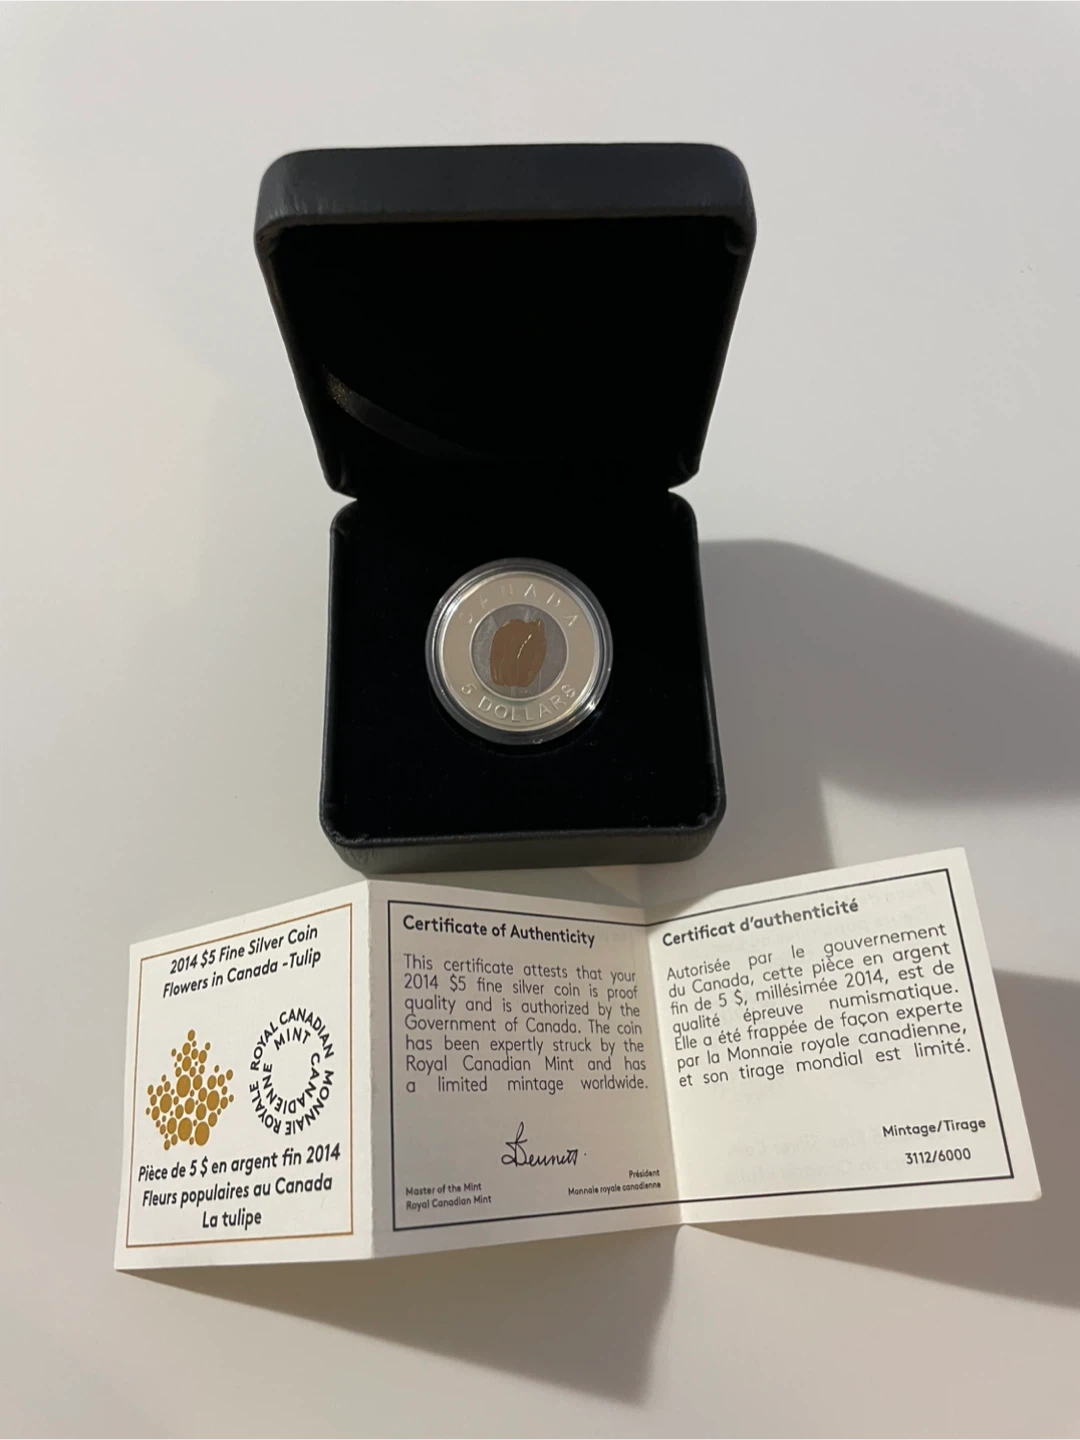 CANADA
5 DOLLARS
2014 $5 Fine Silver Coin
Flowers in Canada -Tulip
ROYAL CANADIAN MINT
MONNAIE ROYALE CANADIENNE
Pièce de 5 $ en argent fin 2014
Fleurs populaires au Canada
La tulipe
Certificate of Authenticity
This certificate attests that your
2014 $5 fine silver coin is proof
quality and is authorized by the
Government of Canada. The coin
has been expertly struck by the
Royal Canadian Mint and has
a limited mintage worldwide.
Bennett
Master of the Mint
Royal Canadian Mint
Président
Monnaie royale canadienne
Certificat d'authenticité
Autorisée par le gouvernement
du Canada, cette pièce en argent
fin de 5 $, millésimée 2014, est de
qualité épreuve numismatique.
Elle a été frappée de façon experte
par la Monnaie royale canadienne,
et son tirage mondial est limité.
Mintage/Tirage
3112/6000